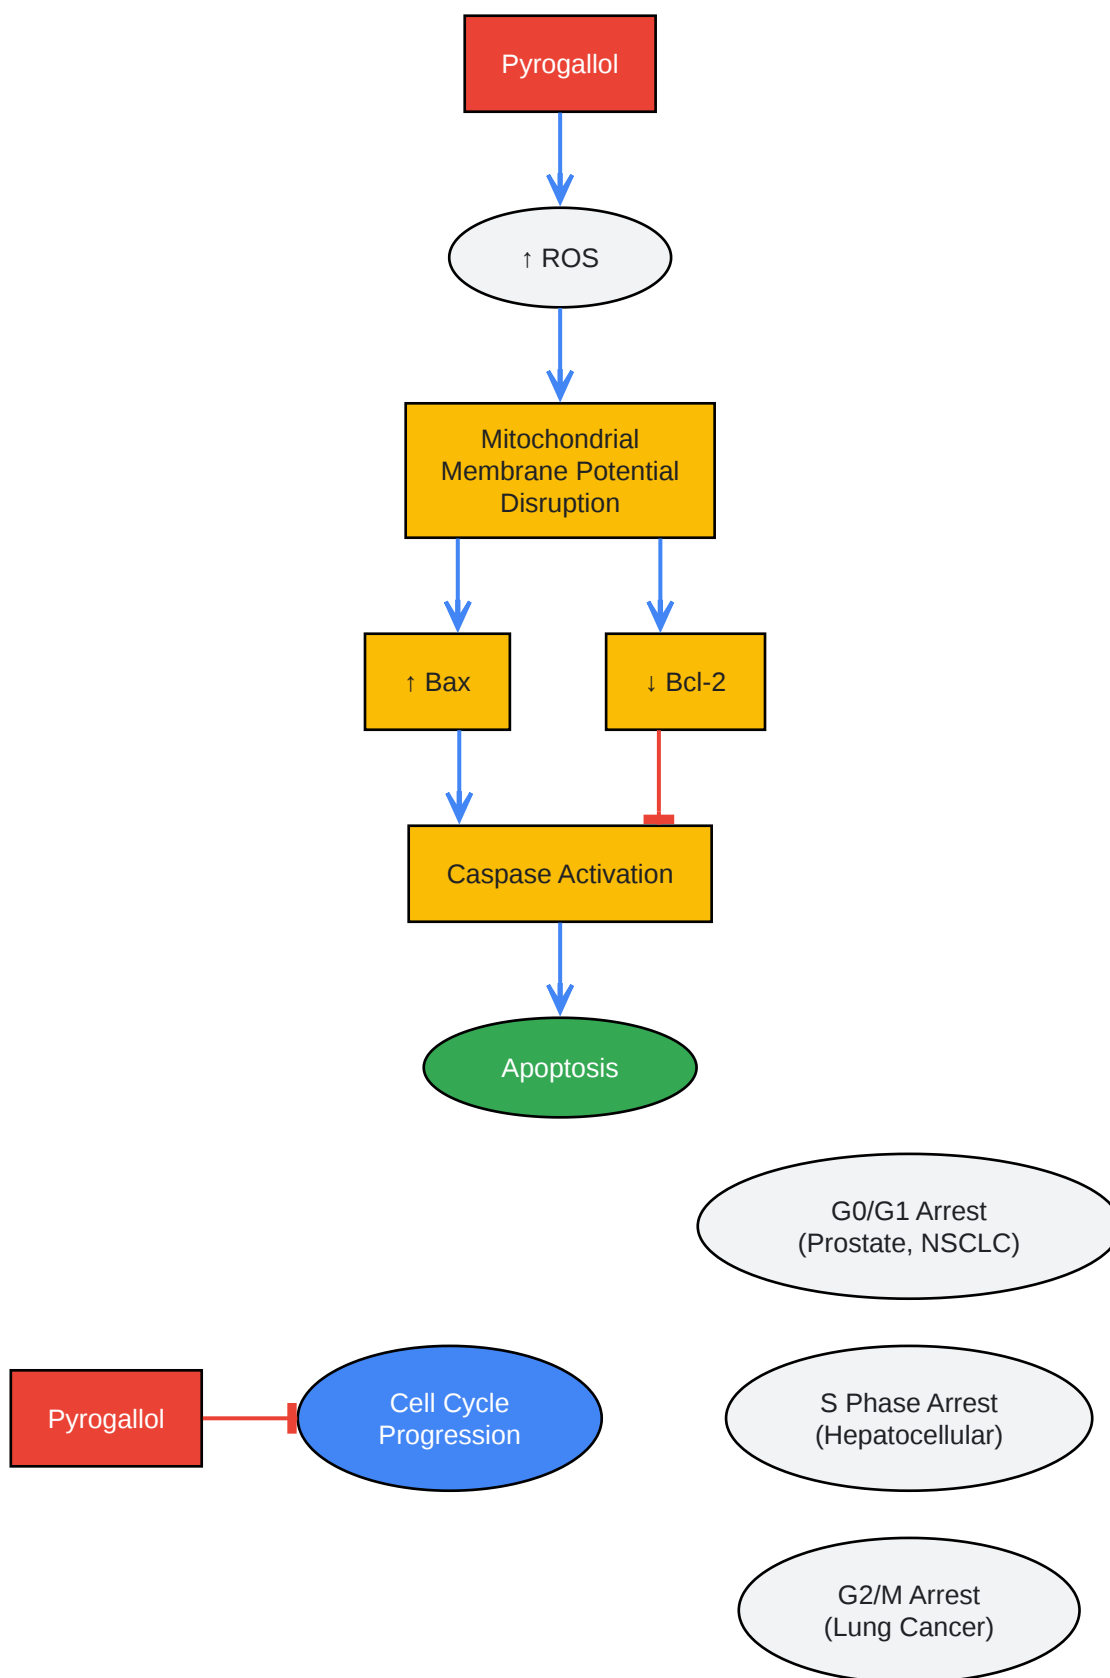 Pyrogallol
↑ ROS
Mitochondrial
Membrane Potential
Disruption
↑ Bax
↓ Bcl-2
Caspase Activation
Apoptosis
G0/G1 Arrest
(Prostate, NSCLC)
Pyrogallol
Cell Cycle
Progression
S Phase Arrest
(Hepatocellular)
G2/M Arrest
(Lung Cancer)